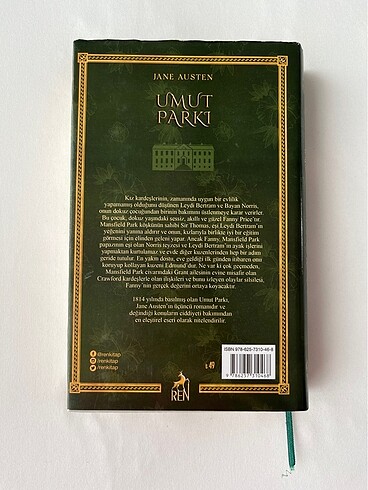 JANE AUSTEN
UMUT
PARKI
Kız kardeşlerinin, zamanında uygun bir evlilik
yapamamış olduğunu düşünen Leydi Bertram ve Bayan Norris,
onun dokuz çocuğundan birinin bakımını üstlenmeye karar verirler.
Bu çocuk, dokuz yaşındaki sessiz, akıllı ve güzel Fanny Price'tır.
Mansfield Park köşkünün sahibi Sir Thomas, eşi Leydi Bertram'ın
yeğenini yanına aldırır ve onun, kızlarıyla birlikte iyi bir eğitim
görmesi için elinden geleni yapar. Ancak Fanny, Mansfield Park
papazının eşi olan Norris teyzesi ve Leydi Bertram'ın ayak işlerini
yapmaktan kurtulamaz ve evde diğer kuzenlerinden hep bir adım
geride tutulur. En yakın dostu, eve geldiği ilk günden itibaren onu
koruyup kollayan kuzeni Edmund'dur. Ne var ki çok geçmeden,
Mansfield Park civarındaki Grant ailesinin evine misafir olan
Crawford kardeşlerle olan ilişkileri ve bunu izleyen olaylar silsilesi,
Fanny'nin gerçek değerini ortaya koyacaktır.
1814 yılında basılmış olan Umut Parkı,
Jane Austen'ın üçüncü romanıdır ve
değindiği konuların ciddiyeti bakımından
en eleştirel eseri olarak nitelendirilir.
@renkitap
/renkitap
/renkitap
REN
ISBN 978-625-7310-46-8
9 786257 310468